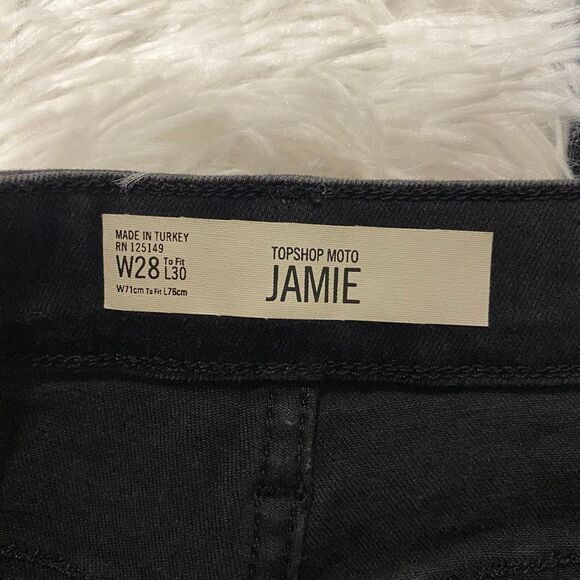 MADE IN TURKEY
RN 125149
W28 To Fit L30
W71cm To Fit L76cm
TOPSHOP MOTO
JAMIE